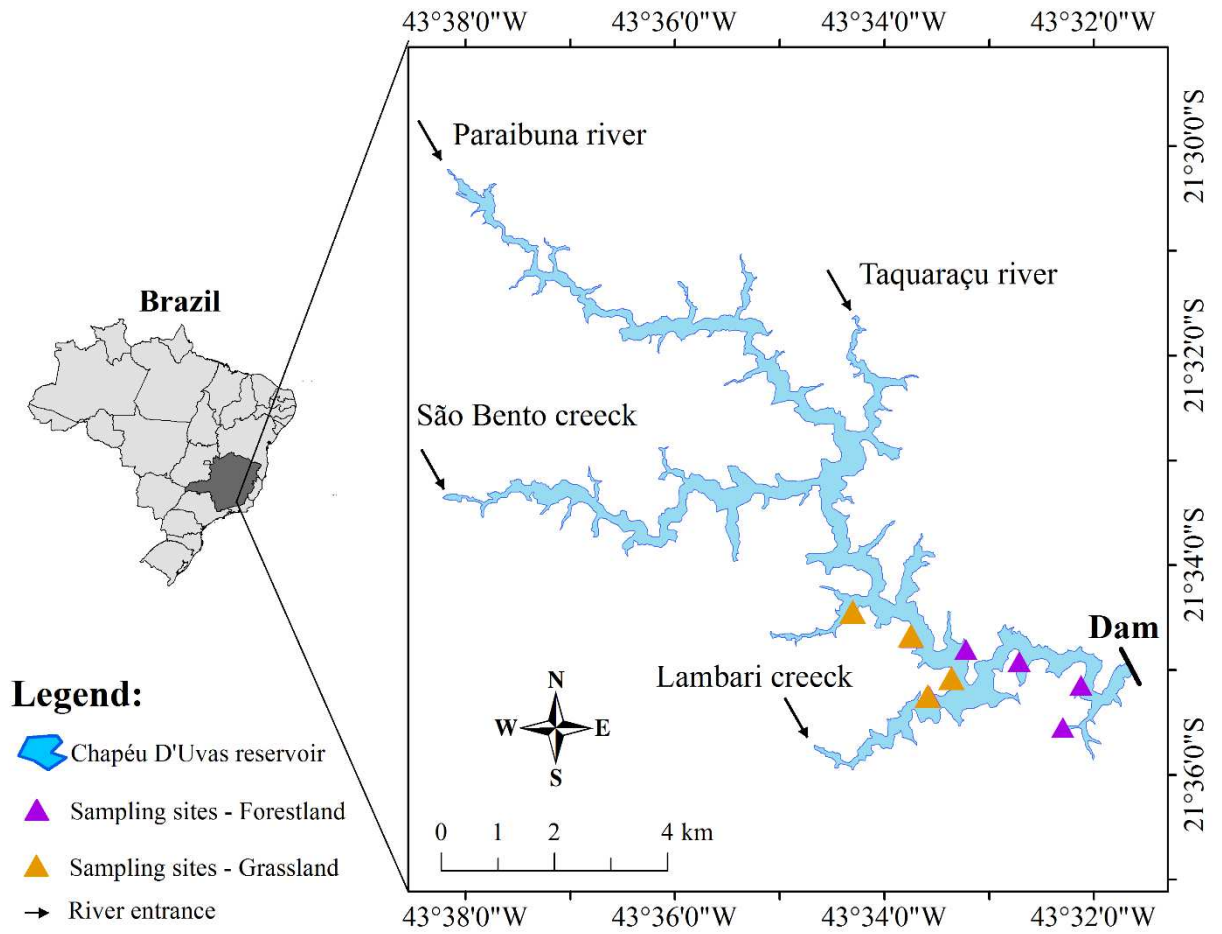 43°38'0"W 43°36'0"W 43°34'0"W 43°32'0"W
Paraibuna river
21°30'0"S
Taquaraçu river
Brazil
21°32'0"S
São Bento creeck
21°34'0"S
Dam
Lambari creeck
Legend:
N
W E
S
Chapéu D'Uvas reservoir
21°36'0"S
Sampling sites - Forestland
0 1 2 4 km
Sampling sites - Grassland
River entrance
43°38'0"W 43°36'0"W 43°34'0"W 43°32'0"W